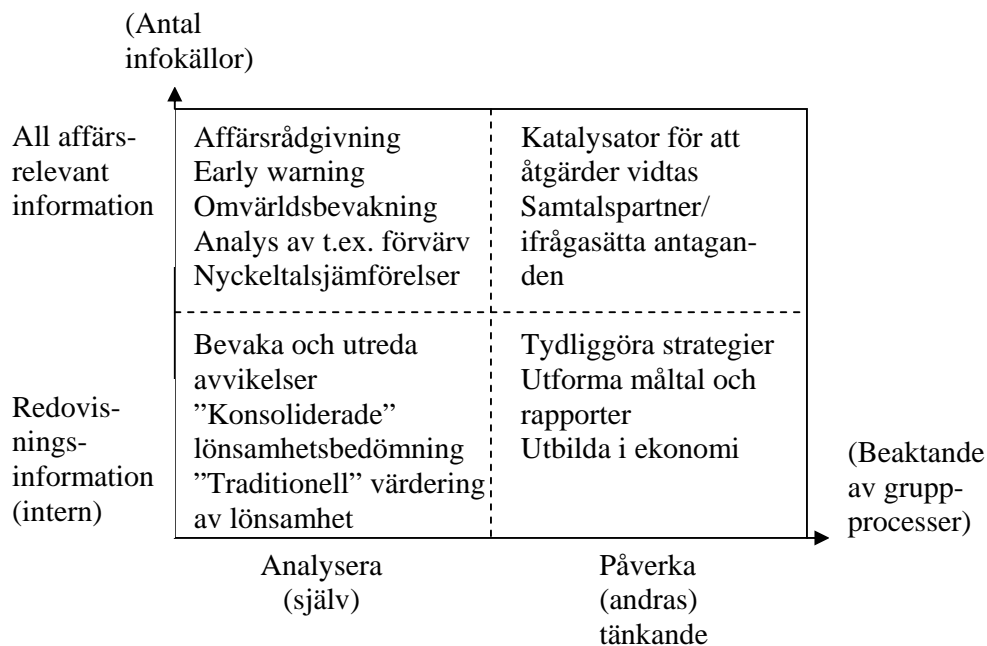 (Antal
infokällor)
All affärs-
relevant
information
Affärsrådgivning
Early warning
Omvärldsbevakning
Analys av t.ex. förvärv
Nyckeltalsjämförelser
Katalysator för att
åtgärder vidtas
Samtalspartner/
ifrågasätta antagan-
den
Redovis-
nings-
information
(intern)
Bevaka och utreda
avvikelser
”Konsoliderade”
lönsamhetsbedömning
”Traditionell” värdering
av lönsamhet
Tydliggöra strategier
Utforma måltal och
rapporter
Utbilda i ekonomi
(Beaktande
av grupp-
processer)
Analysera
(själv)
Påverka
(andras)
tänkande